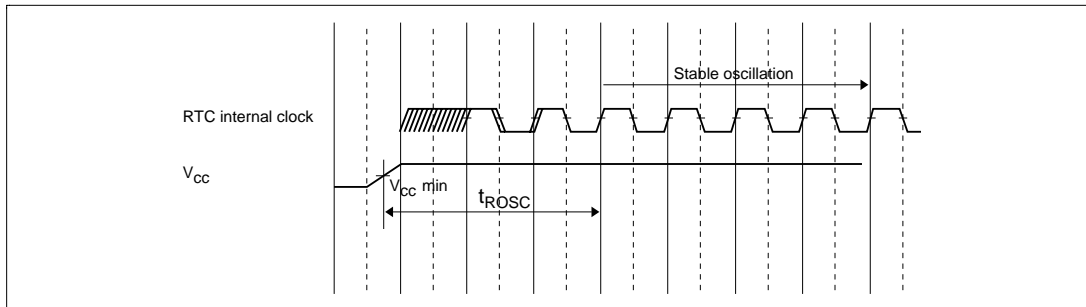 Stable oscillation
RTC internal clock
VCC
VCC min
tROSC